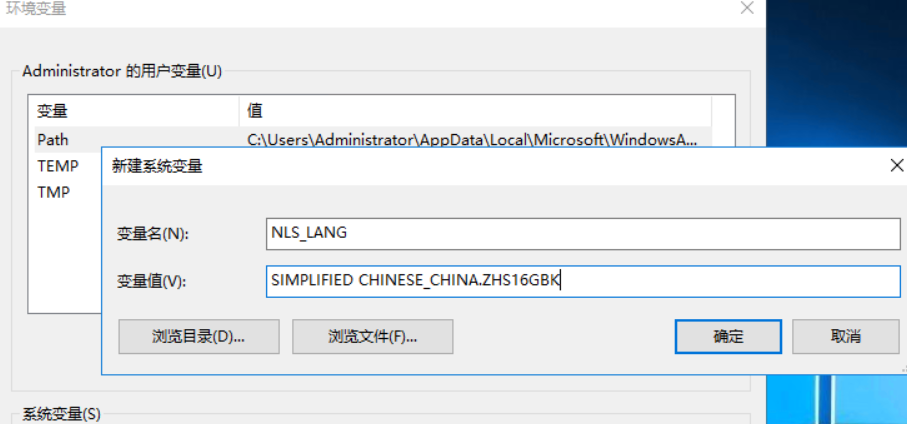 环境变量
Administrator 的用户变量(U)
变量 值
Path C:\Users\Administrator\AppData\Local\Microsoft\WindowsA...
TEMP
TMP
新建系统变量
变量名(N): NLS_LANG
变量值(V): SIMPLIFIED CHINESE_CHINA.ZHS16GBK
浏览目录(D)... 浏览文件(F)... 确定 取消
系统变量(S)